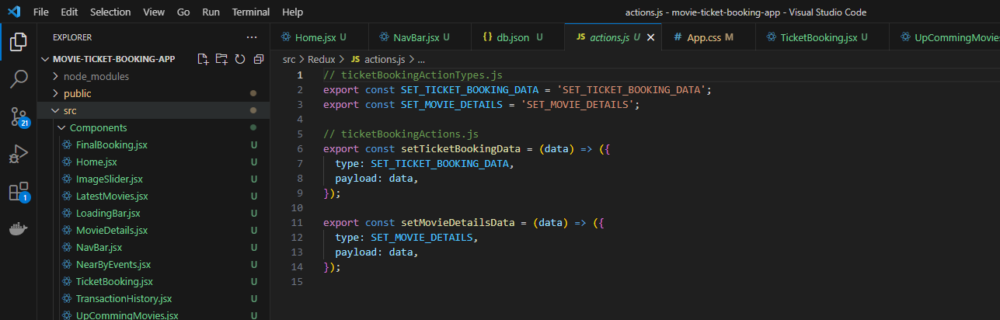 File Edit Selection View Go Run Terminal Help
actions.js - movie-ticket-booking-app - Visual Studio Code
EXPLORER ...
MOVIE-TICKET-BOOKING-APP
node_modules
public
src
Components
FinalBooking.jsx U
Home.jsx U
ImageSlider.jsx U
LatestMovies.jsx U
LoadingBar.jsx U
MovieDetails.jsx U
NavBar.jsx U
NearByEvents.jsx U
TicketBooking.jsx U
TransactionHistory.jsx U
UpCommingMovies.jsx U
21
1
Home.jsx U
NavBar.jsx U
{} db.json U
JS actions.js U
# App.css M
TicketBooking.jsx U
UpCommingMovies
src > Redux > JS actions.js > ...
1 // ticketBookingActionTypes.js
2 export const SET_TICKET_BOOKING_DATA = 'SET_TICKET_BOOKING_DATA';
3 export const SET_MOVIE_DETAILS = 'SET_MOVIE_DETAILS';
4
5 // ticketBookingActions.js
6 export const setTicketBookingData = (data) => ({
7 type: SET_TICKET_BOOKING_DATA,
8 payload: data,
9 });
10
11 export const setMovieDetailsData = (data) => ({
12 type: SET_MOVIE_DETAILS,
13 payload: data,
14 });
15